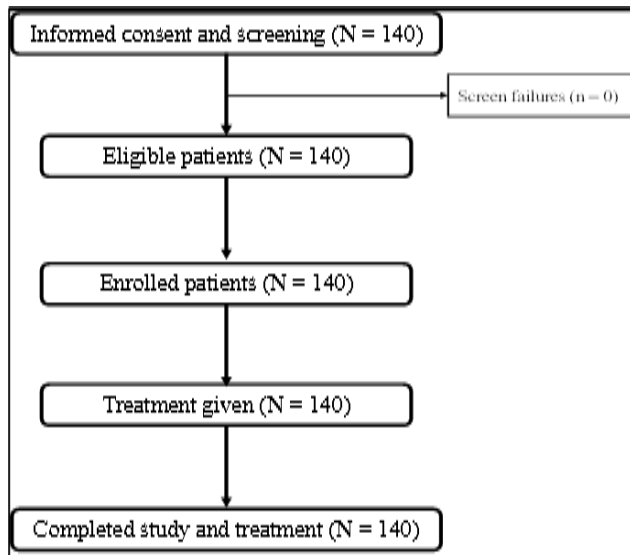 Informed consent and screening (N = 140)
Screen failures (n = 0)
Eligible patients (N = 140)
Enrolled patients (N = 140)
Treatment given (N = 140)
Completed study and treatment (N = 140)